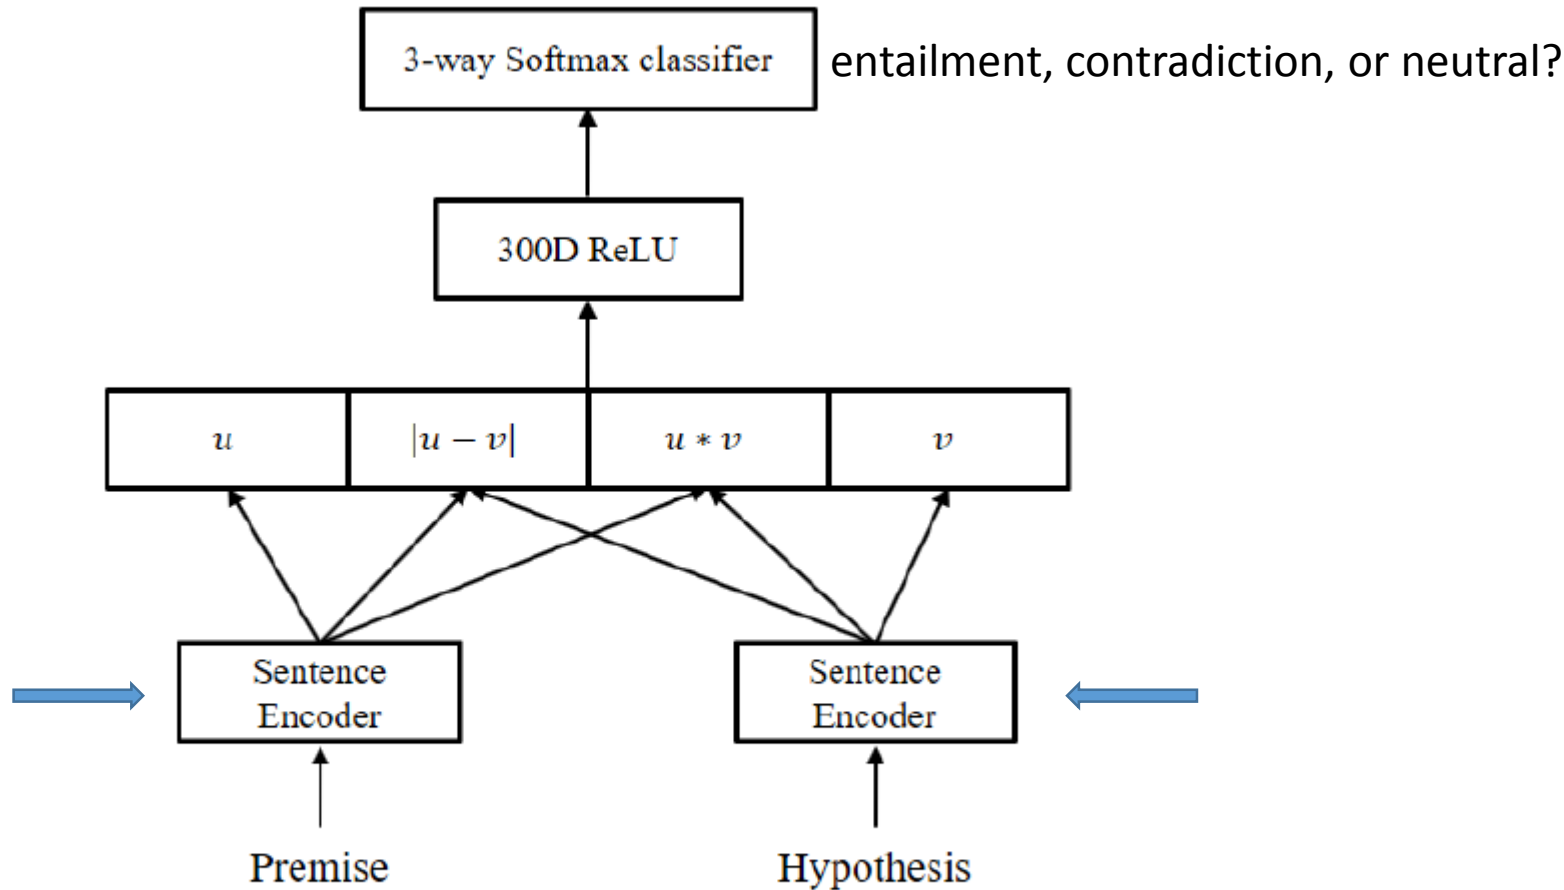 3-way Softmax classifier entailment, contradiction, or neutral?
300D ReLU
u |u − v| u ∗ v v
Sentence Encoder
Sentence Encoder
Premise Hypothesis